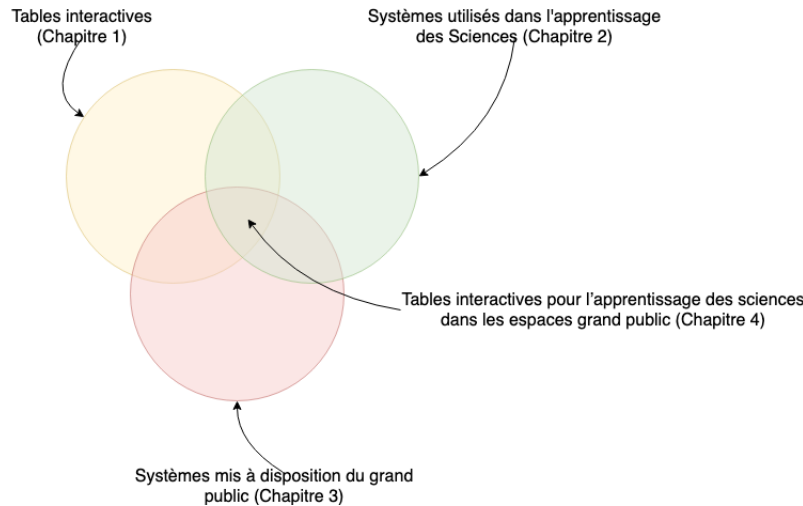 Tables interactives
(Chapitre 1)
Systèmes utilisés dans l'apprentissage
des Sciences (Chapitre 2)
Tables interactives pour l’apprentissage des sciences
dans les espaces grand public (Chapitre 4)
Systèmes mis à disposition du grand
public (Chapitre 3)